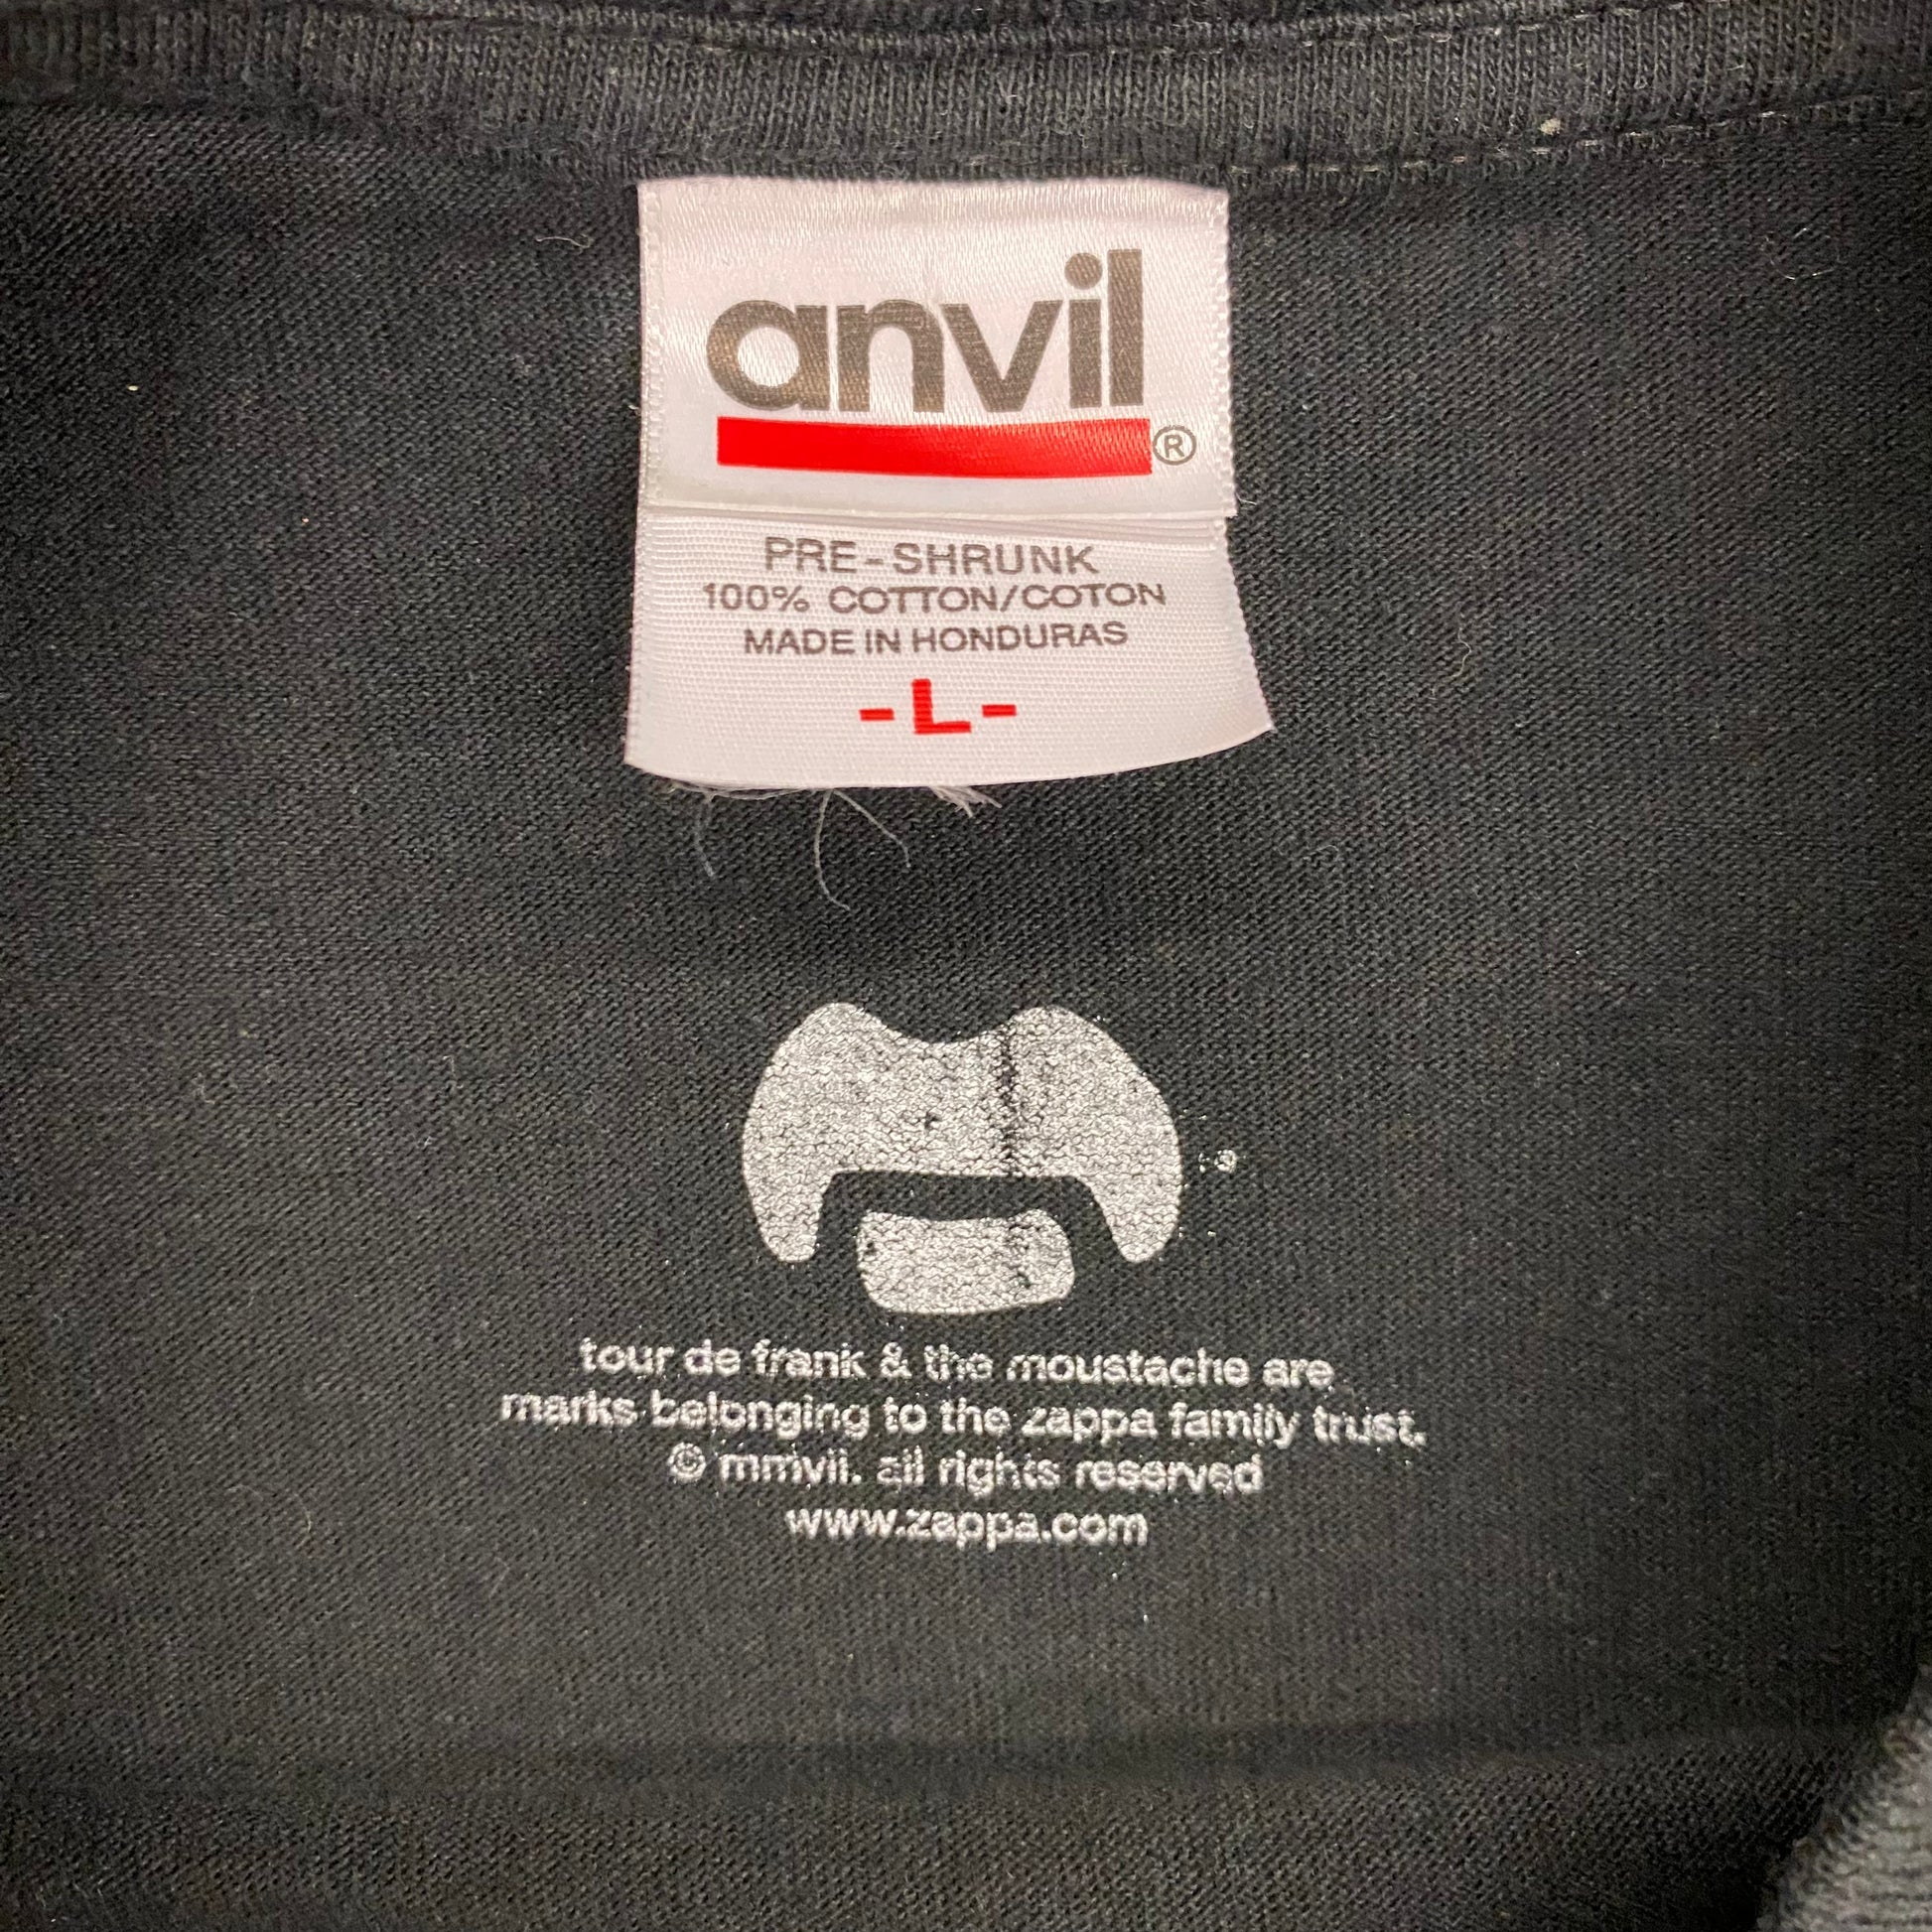 anvil®
PRE-SHRUNK
100% COTTON/COTON
MADE IN HONDURAS
-L-
tour de frank & the moustache are
marks belonging to the zappa family trust.
© mmvii. all rights reserved
www.zappa.com